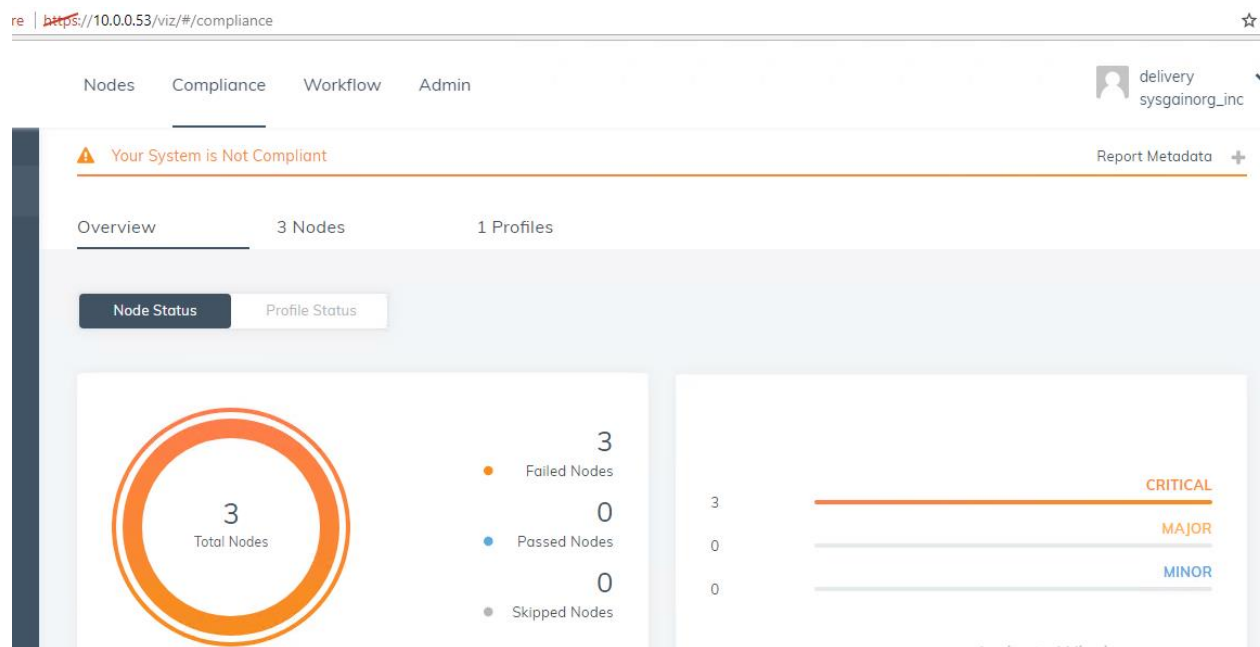 re | https://10.0.0.53/viz/#/compliance
Nodes Compliance Workflow Admin
delivery
sysgainorg_inc
Your System is Not Compliant
Report Metadata
Overview 3 Nodes 1 Profiles
Node Status Profile Status
3
Total Nodes
3
Failed Nodes
0
Passed Nodes
0
Skipped Nodes
CRITICAL
3
MAJOR
0
MINOR
0